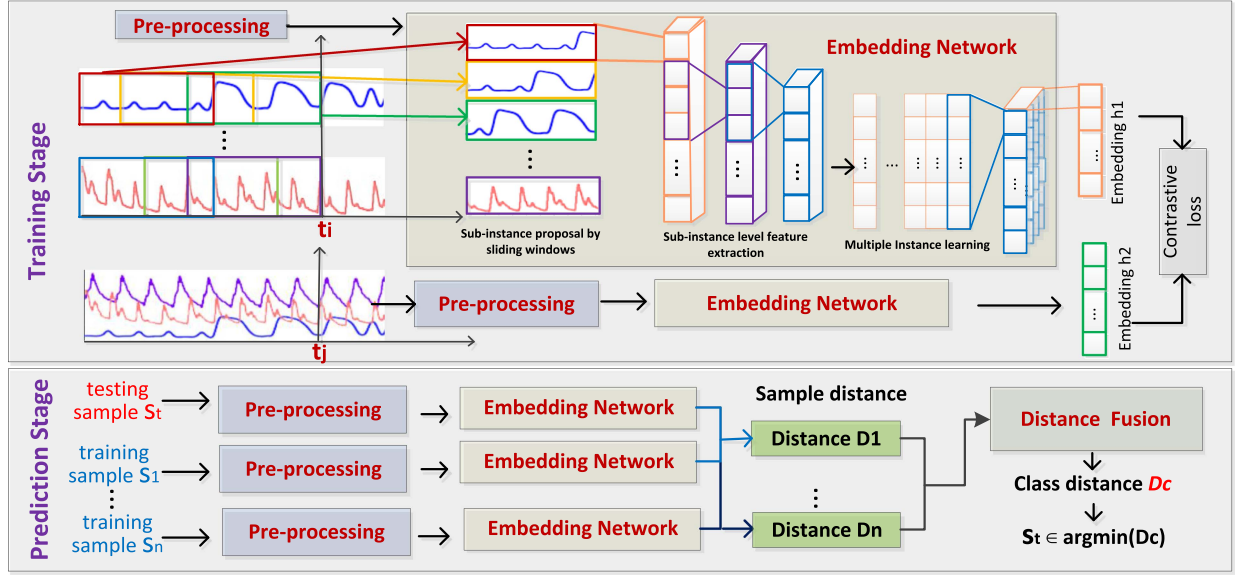 Training Stage
Pre-processing
Embedding Network
ti
Sub-instance proposal by
sliding windows
Sub-instance level feature
extraction
Multiple Instance learning
Embedding h1
Contrastive
loss
Pre-processing
Embedding Network
Embedding h2
tj
Prediction Stage
testing
sample St
Pre-processing
Embedding Network
Sample distance
Distance D1
Distance Fusion
training
sample S1
Pre-processing
Embedding Network
Class distance Dc
training
sample Sn
Pre-processing
Embedding Network
Distance Dn
St ∈ argmin(Dc)